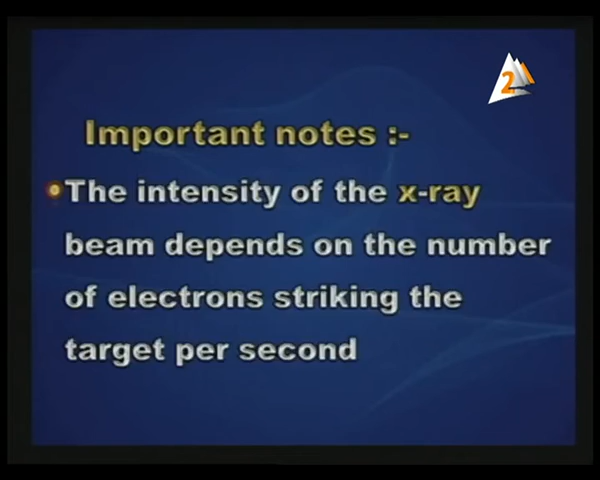 2
Important notes :-
•The intensity of the x-ray
beam depends on the number
of electrons striking the
target per second